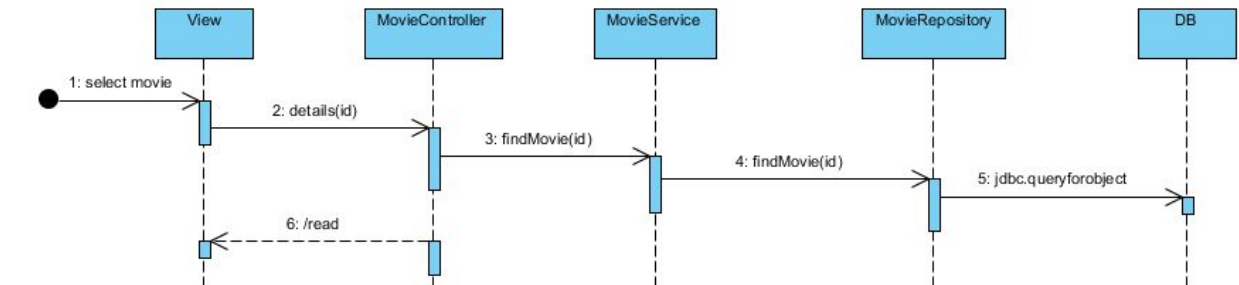 View
MovieController
MovieService
MovieRepository
DB
1: select movie
2: details(id)
3: findMovie(id)
4: findMovie(id)
5: jdbc.queryforobject
6: /read